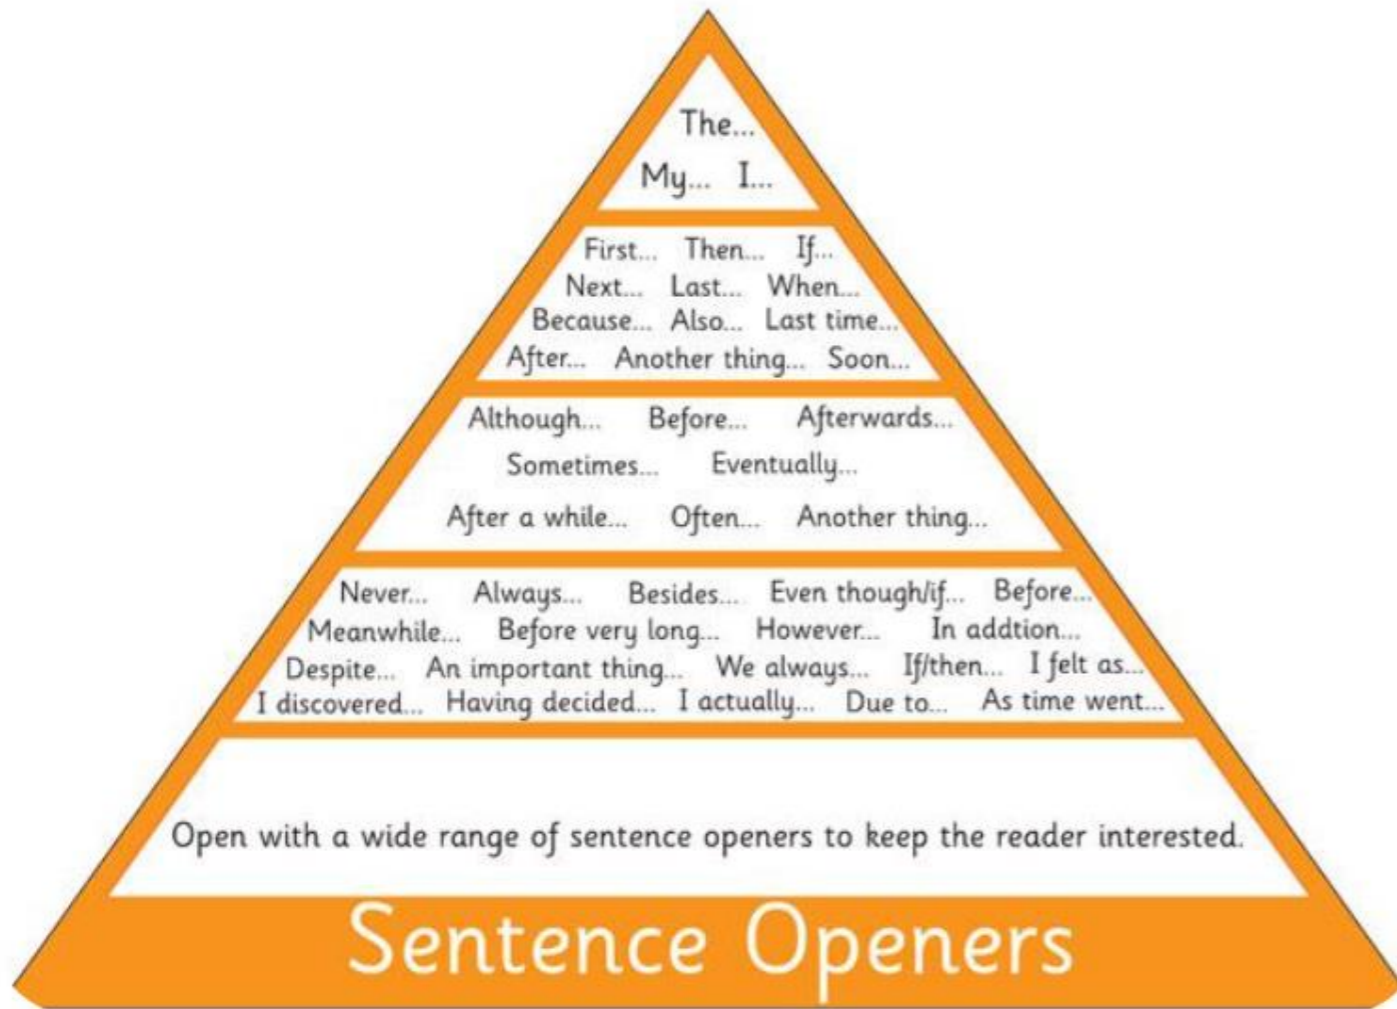 The...
My... I...
First... Then... If...
Next... Last... When...
Because... Also... Last time...
After... Another thing... Soon...
Although... Before... Afterwards...
Sometimes... Eventually...
After a while... Often... Another thing...
Never... Always... Besides... Even though/if... Before...
Meanwhile... Before very long... However... In addtion...
Despite... An important thing... We always... If/then... I felt as...
I discovered... Having decided... I actually... Due to... As time went...
Open with a wide range of sentence openers to keep the reader interested.
Sentence Openers